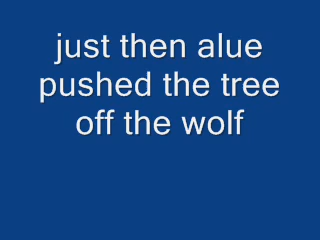 just then alue
pushed the tree
off the wolf